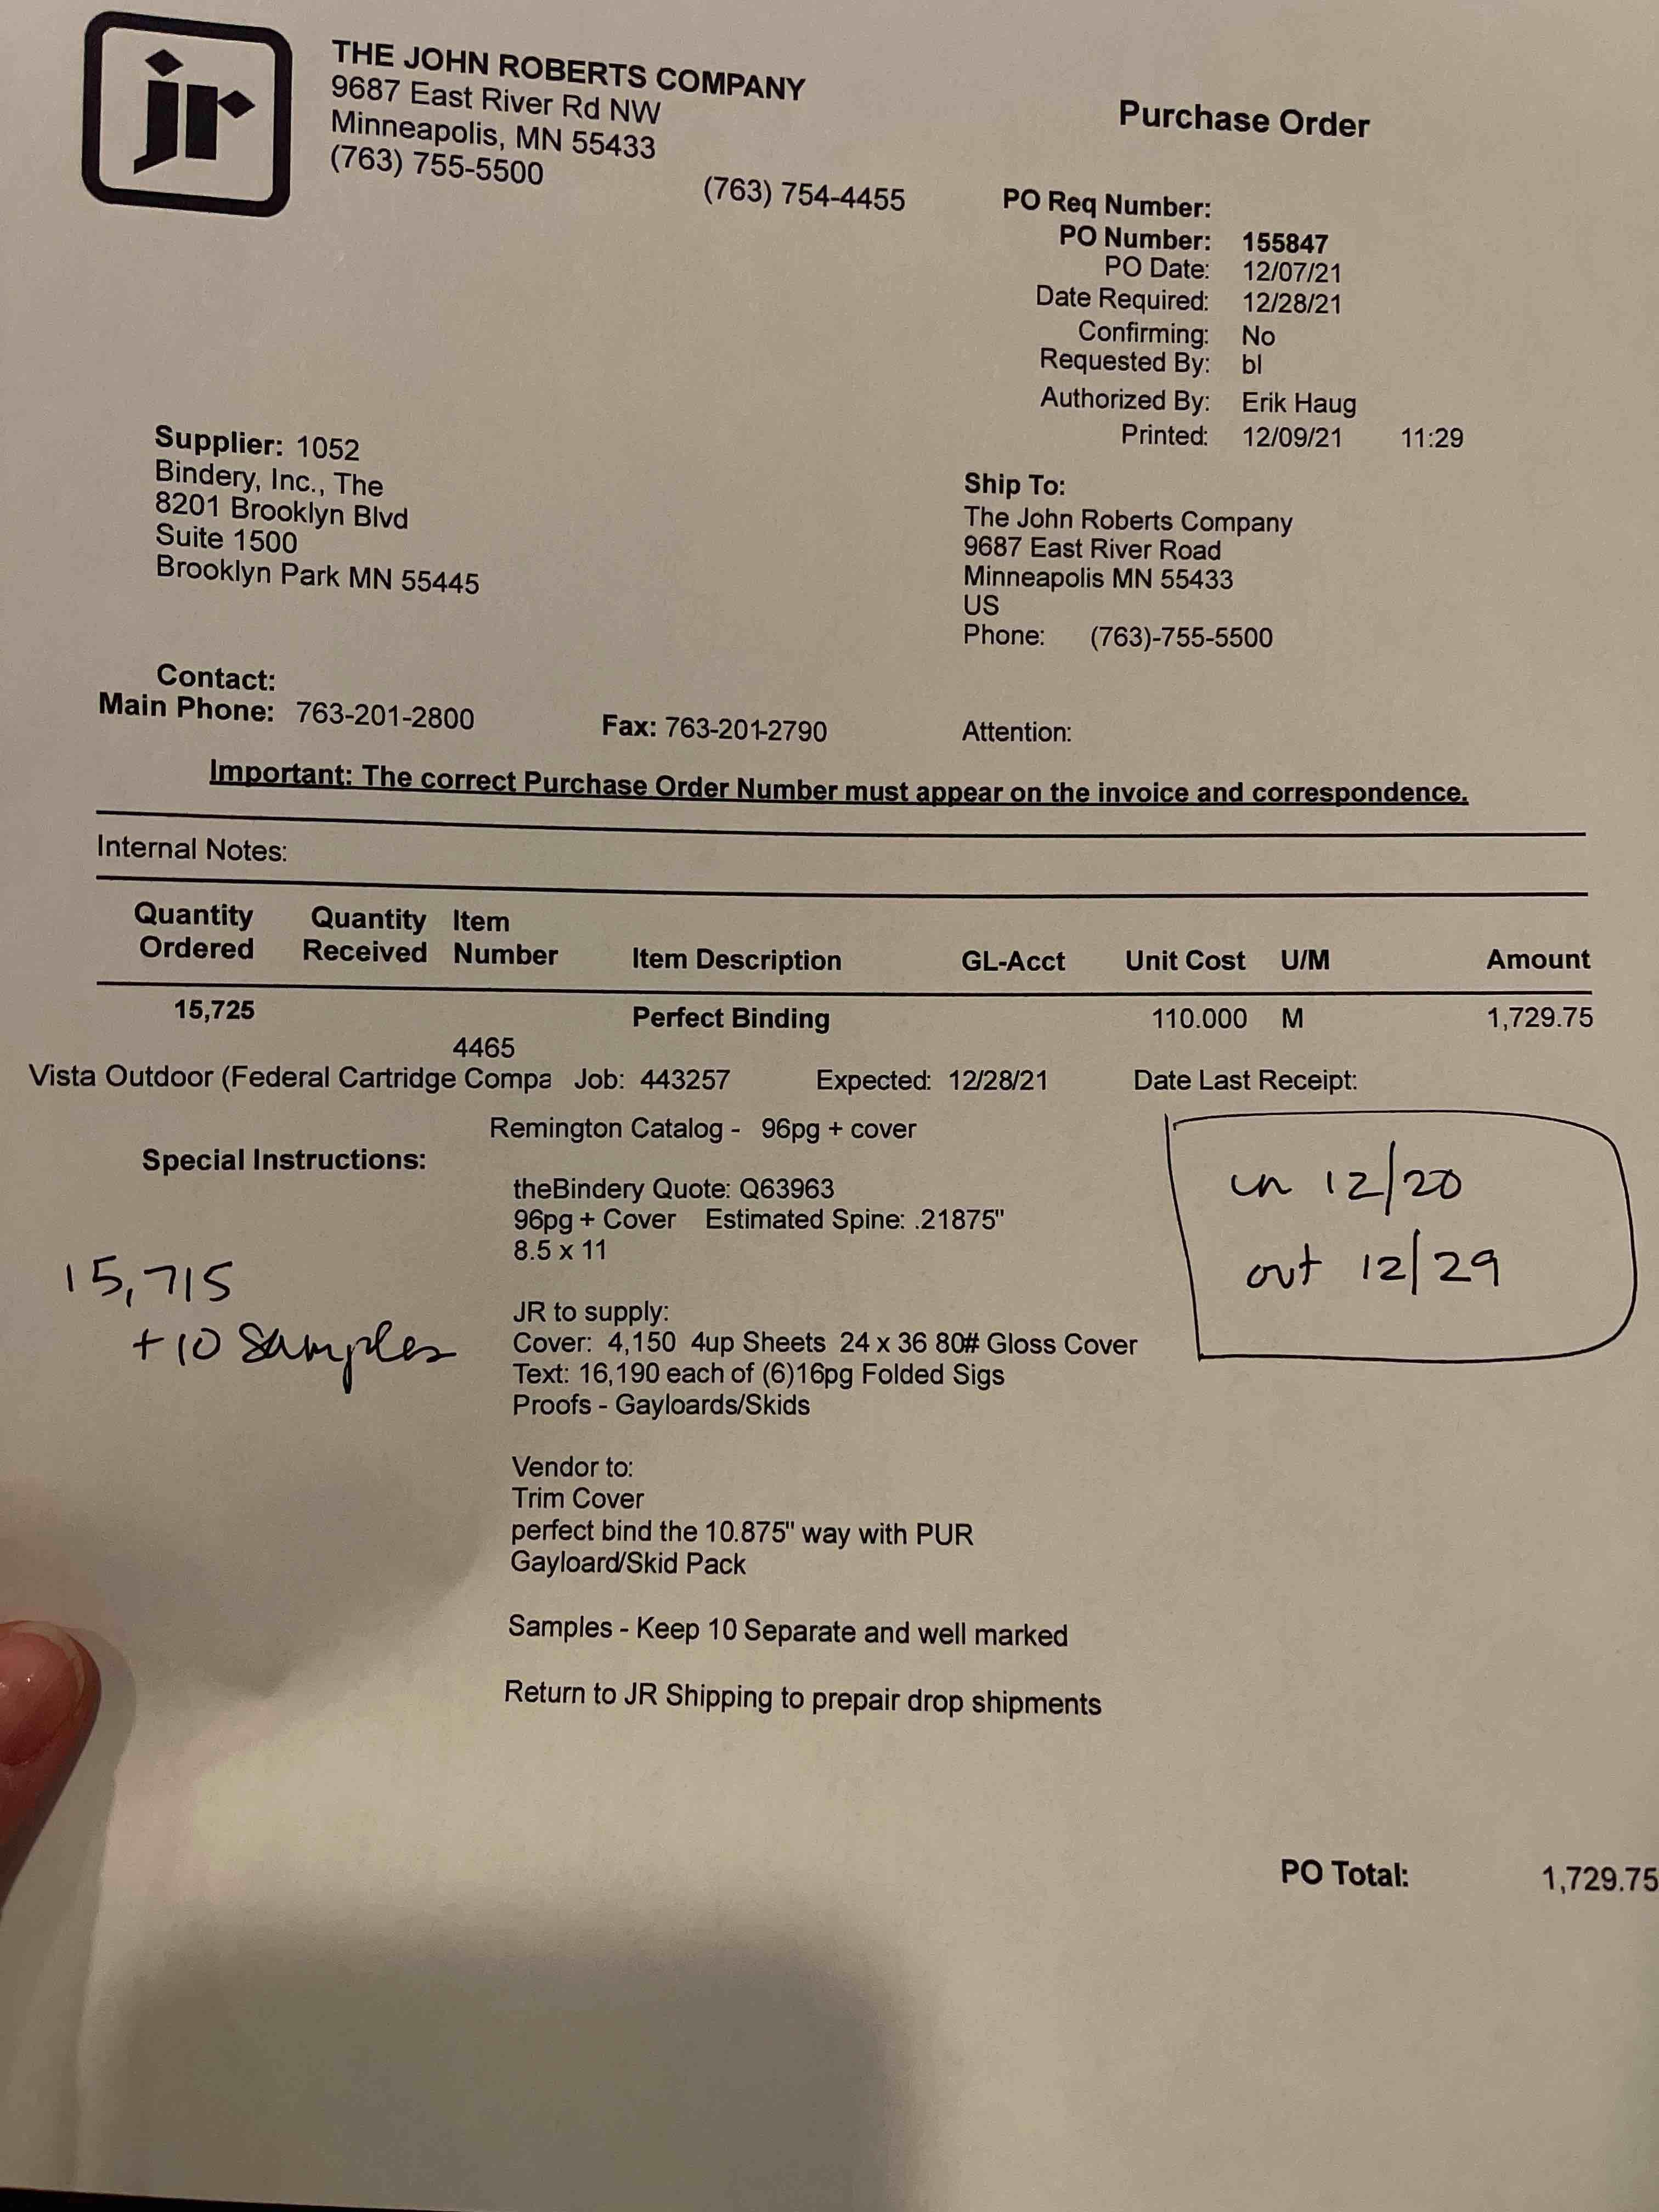 jr
THE JOHN ROBERTS COMPANY
9687 East River Rd NW
Minneapolis, MN 55433
(763) 755-5500
(763) 754-4455
Purchase Order
PO Req Number:
PO Number: 155847
PO Date: 12/07/21
Date Required: 12/28/21
Confirming: No
Requested By: bl
Authorized By: Erik Haug
Printed: 12/09/21 11:29
Supplier: 1052
Bindery, Inc., The
8201 Brooklyn Blvd
Suite 1500
Brooklyn Park MN 55445
Ship To:
The John Roberts Company
9687 East River Road
Minneapolis MN 55433
US
Phone: (763)-755-5500
Contact:
Main Phone: 763-201-2800 Fax: 763-201-2790 Attention:
Important: The correct Purchase Order Number must appear on the invoice and correspondence.
Internal Notes:
Quantity Ordered Quantity Received Item Number Item Description GL-Acct Unit Cost U/M Amount
15,725 Perfect Binding 110.000 M 1,729.75
4465
Vista Outdoor (Federal Cartridge Compa Job: 443257 Expected: 12/28/21 Date Last Receipt:
Remington Catalog - 96pg + cover
Special Instructions:
theBindery Quote: Q63963
96pg + Cover Estimated Spine: .21875"
8.5 x 11
in 12/20
out 12/29
15,715
+ 10 Samples
JR to supply:
Cover: 4,150 4up Sheets 24 x 36 80# Gloss Cover
Text: 16,190 each of (6)16pg Folded Sigs
Proofs - Gayloards/Skids
Vendor to:
Trim Cover
perfect bind the 10.875" way with PUR
Gayloard/Skid Pack
Samples - Keep 10 Separate and well marked
Return to JR Shipping to prepair drop shipments
PO Total: 1,729.75